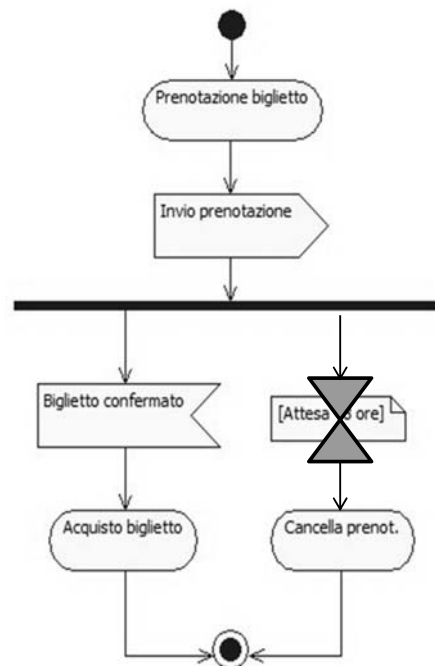 Prenotazione biglietto
Invio prenotazione
Biglietto confermato
[Attesa ore]
Acquisto biglietto
Cancella prenot.